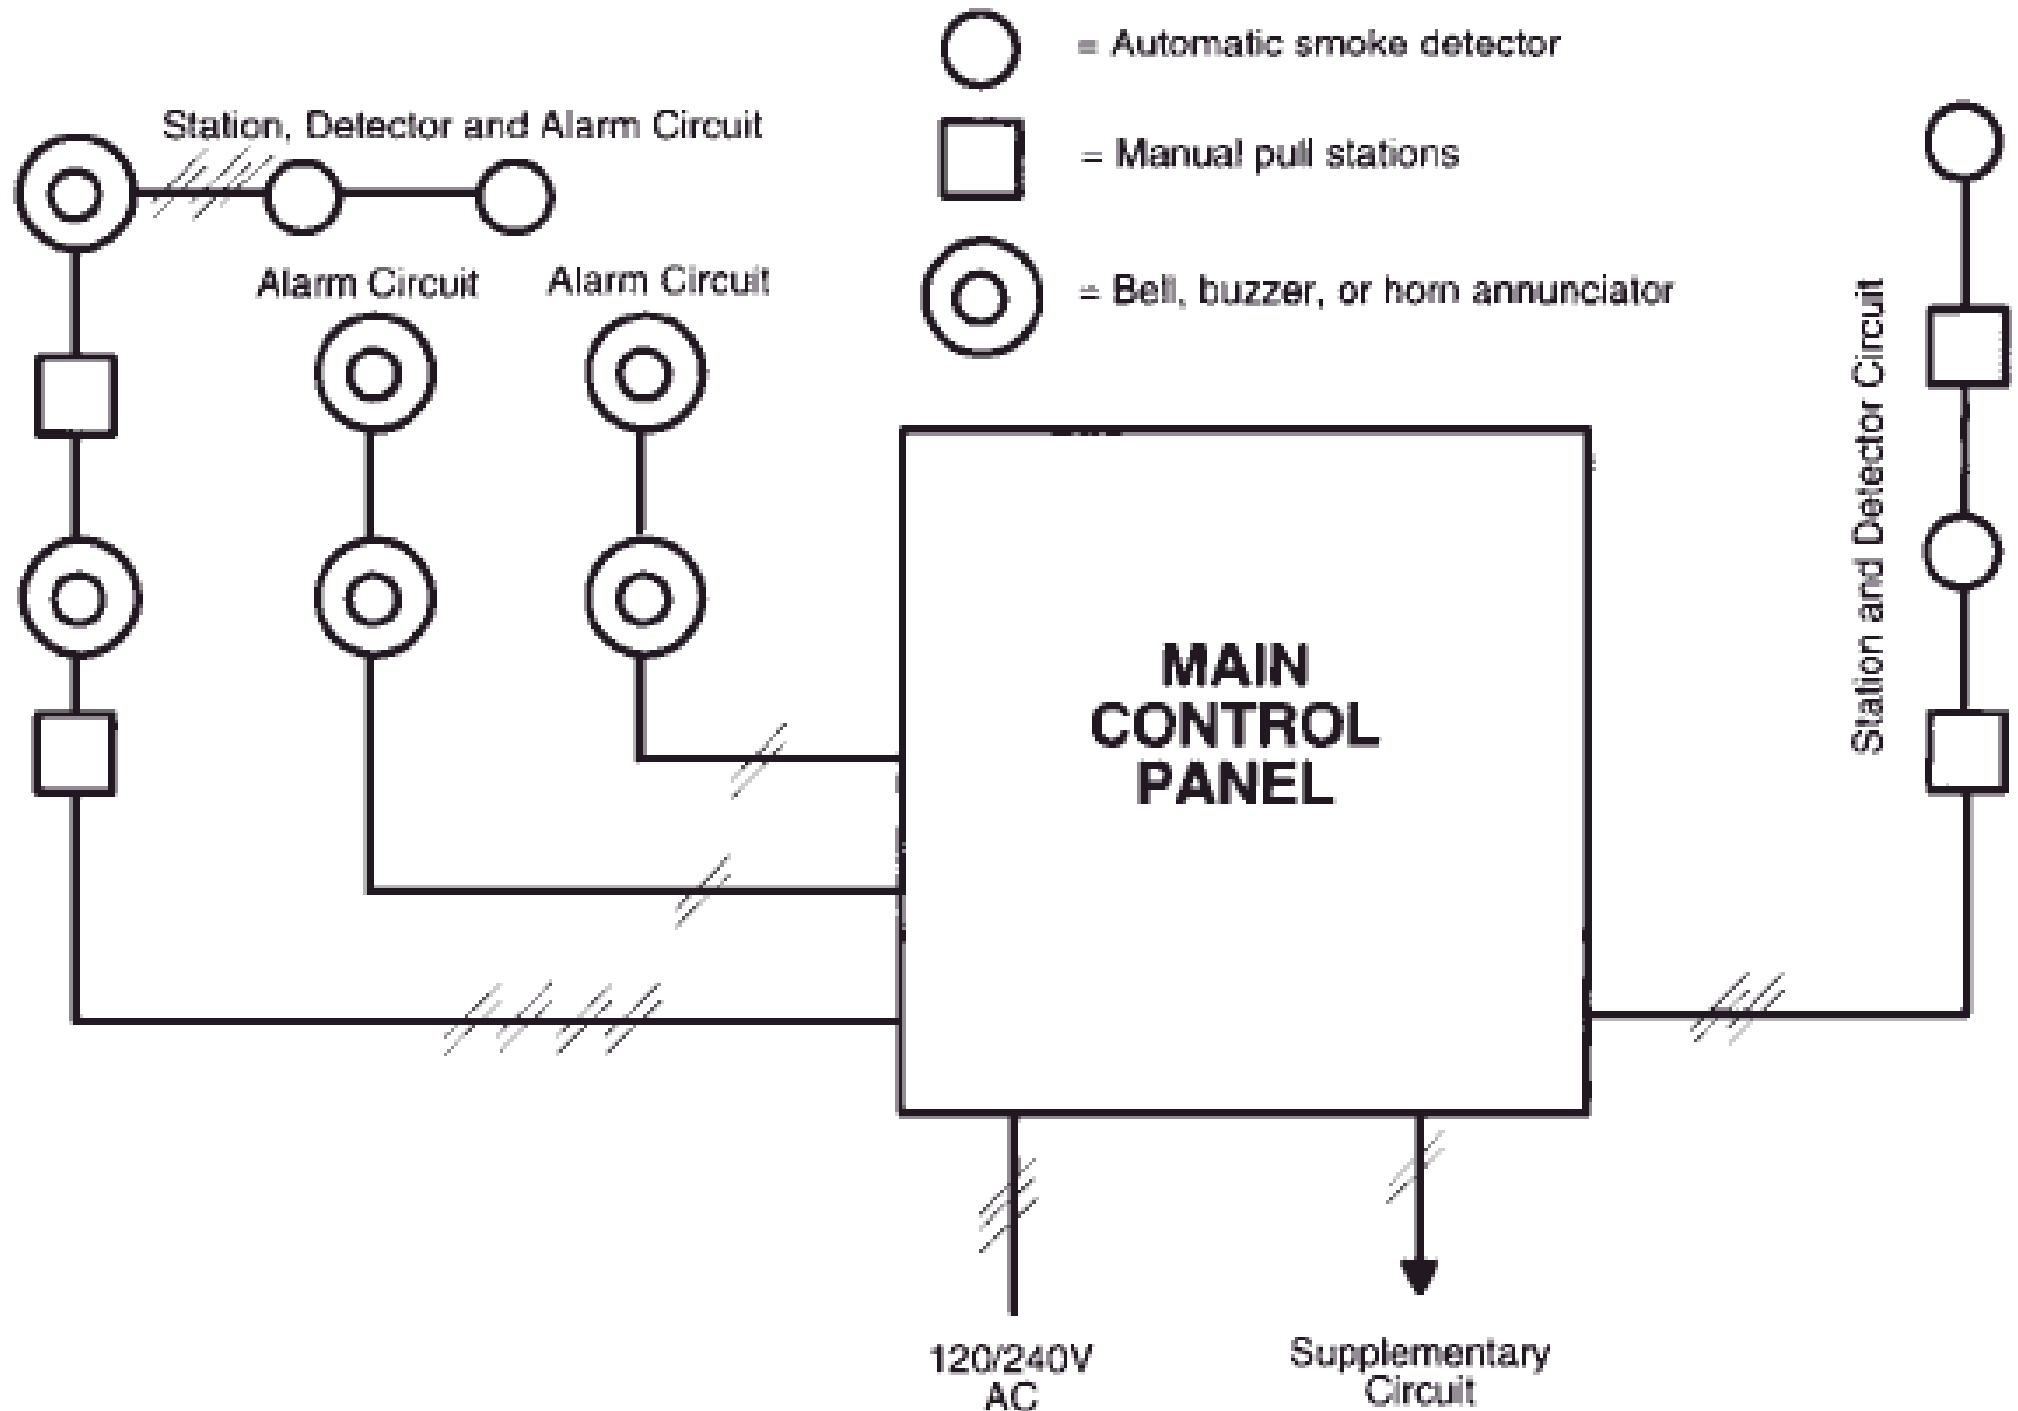 = Automatic smoke detector
Station, Detector and Alarm Circuit
= Manual pull stations
Alarm Circuit
Alarm Circuit
= Bell, buzzer, or horn annunciator
Station and Detector Circuit
MAIN
CONTROL
PANEL
120/240V
AC
Supplementary
Circuit